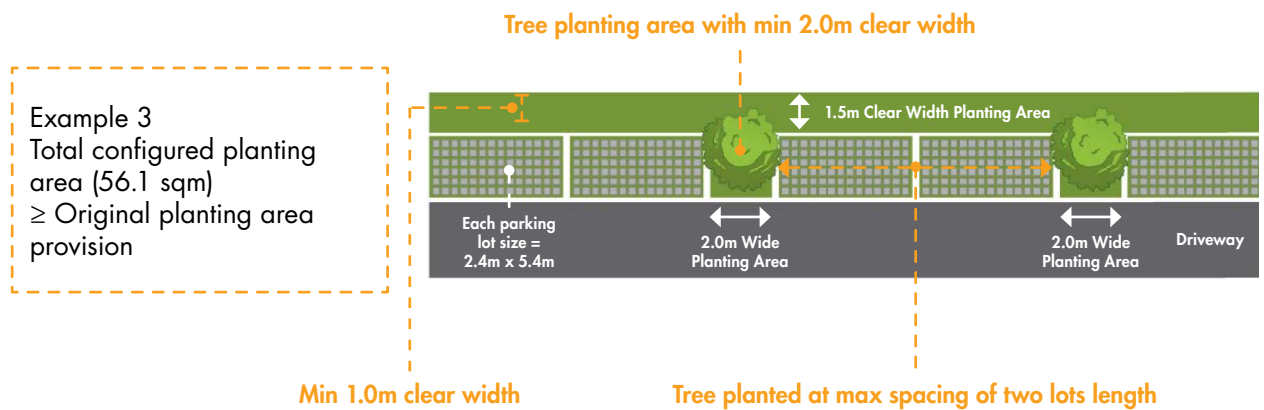 Tree planting area with min 2.0m clear width
Example 3
Total configured planting
area (56.1 sqm)
≥ Original planting area
provision
1.5m Clear Width Planting Area
Each parking
lot size =
2.4m x 5.4m
2.0m Wide
Planting Area
2.0m Wide
Planting Area
Driveway
Min 1.0m clear width
Tree planted at max spacing of two lots length